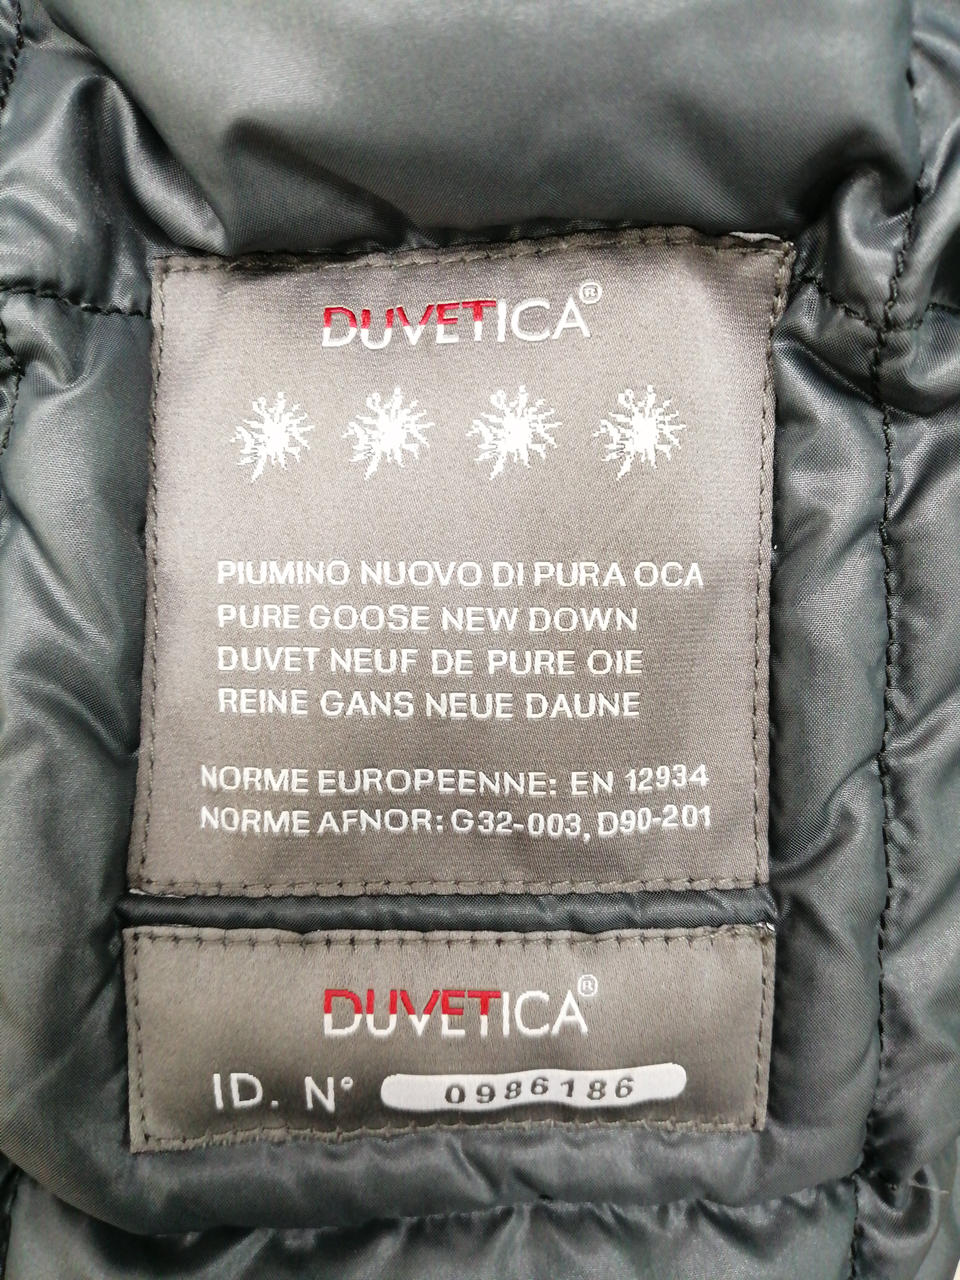 DUVETICA®
PIUMINO NUOVO DI PURA OCA
PURE GOOSE NEW DOWN
DUVET NEUF DE PURE OIE
REINE GANS NEUE DAUNE
NORME EUROPEENNE: EN 12934
NORME AFNOR: G32-003, D90-201
DUVETICA®
ID. N° 0986186